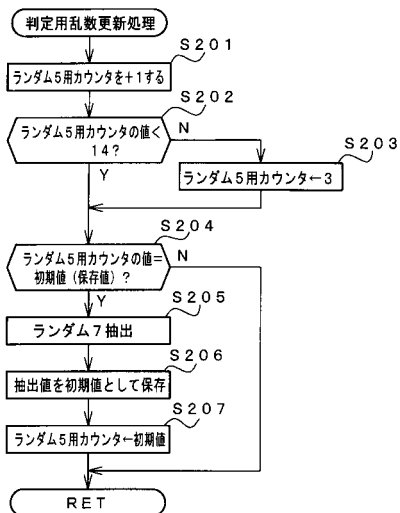 判定用乱数更新処理
S201
ランダム5用カウンタを+1する
S202
ランダム5用カウンタの値<
14?
N
Y
S203
ランダム5用カウンタ←3
S204
ランダム5用カウンタの値=
初期値(保存値)?
N
Y
S205
ランダム7抽出
S206
抽出値を初期値として保存
S207
ランダム5用カウンタ←初期値
RET